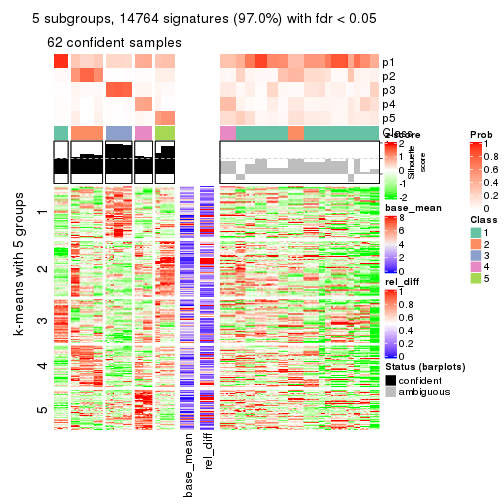 5 subgroups, 14764 signatures (97.0%) with fdr < 0.05
62 confident samples
p1
p2
p3
p4
p5
Class
k-means with 5 groups
1
2
3
4
5
base_mean
rel_diff
Silhouette
score
z-score
2
1
0
-1
-2
base_mean
8
6
4
2
0
rel_diff
1
0.8
0.6
0.4
0.2
0
Status (barplots)
confident
ambiguous
Prob
1
0.8
0.6
0.4
0.2
0
Class
1
2
3
4
5